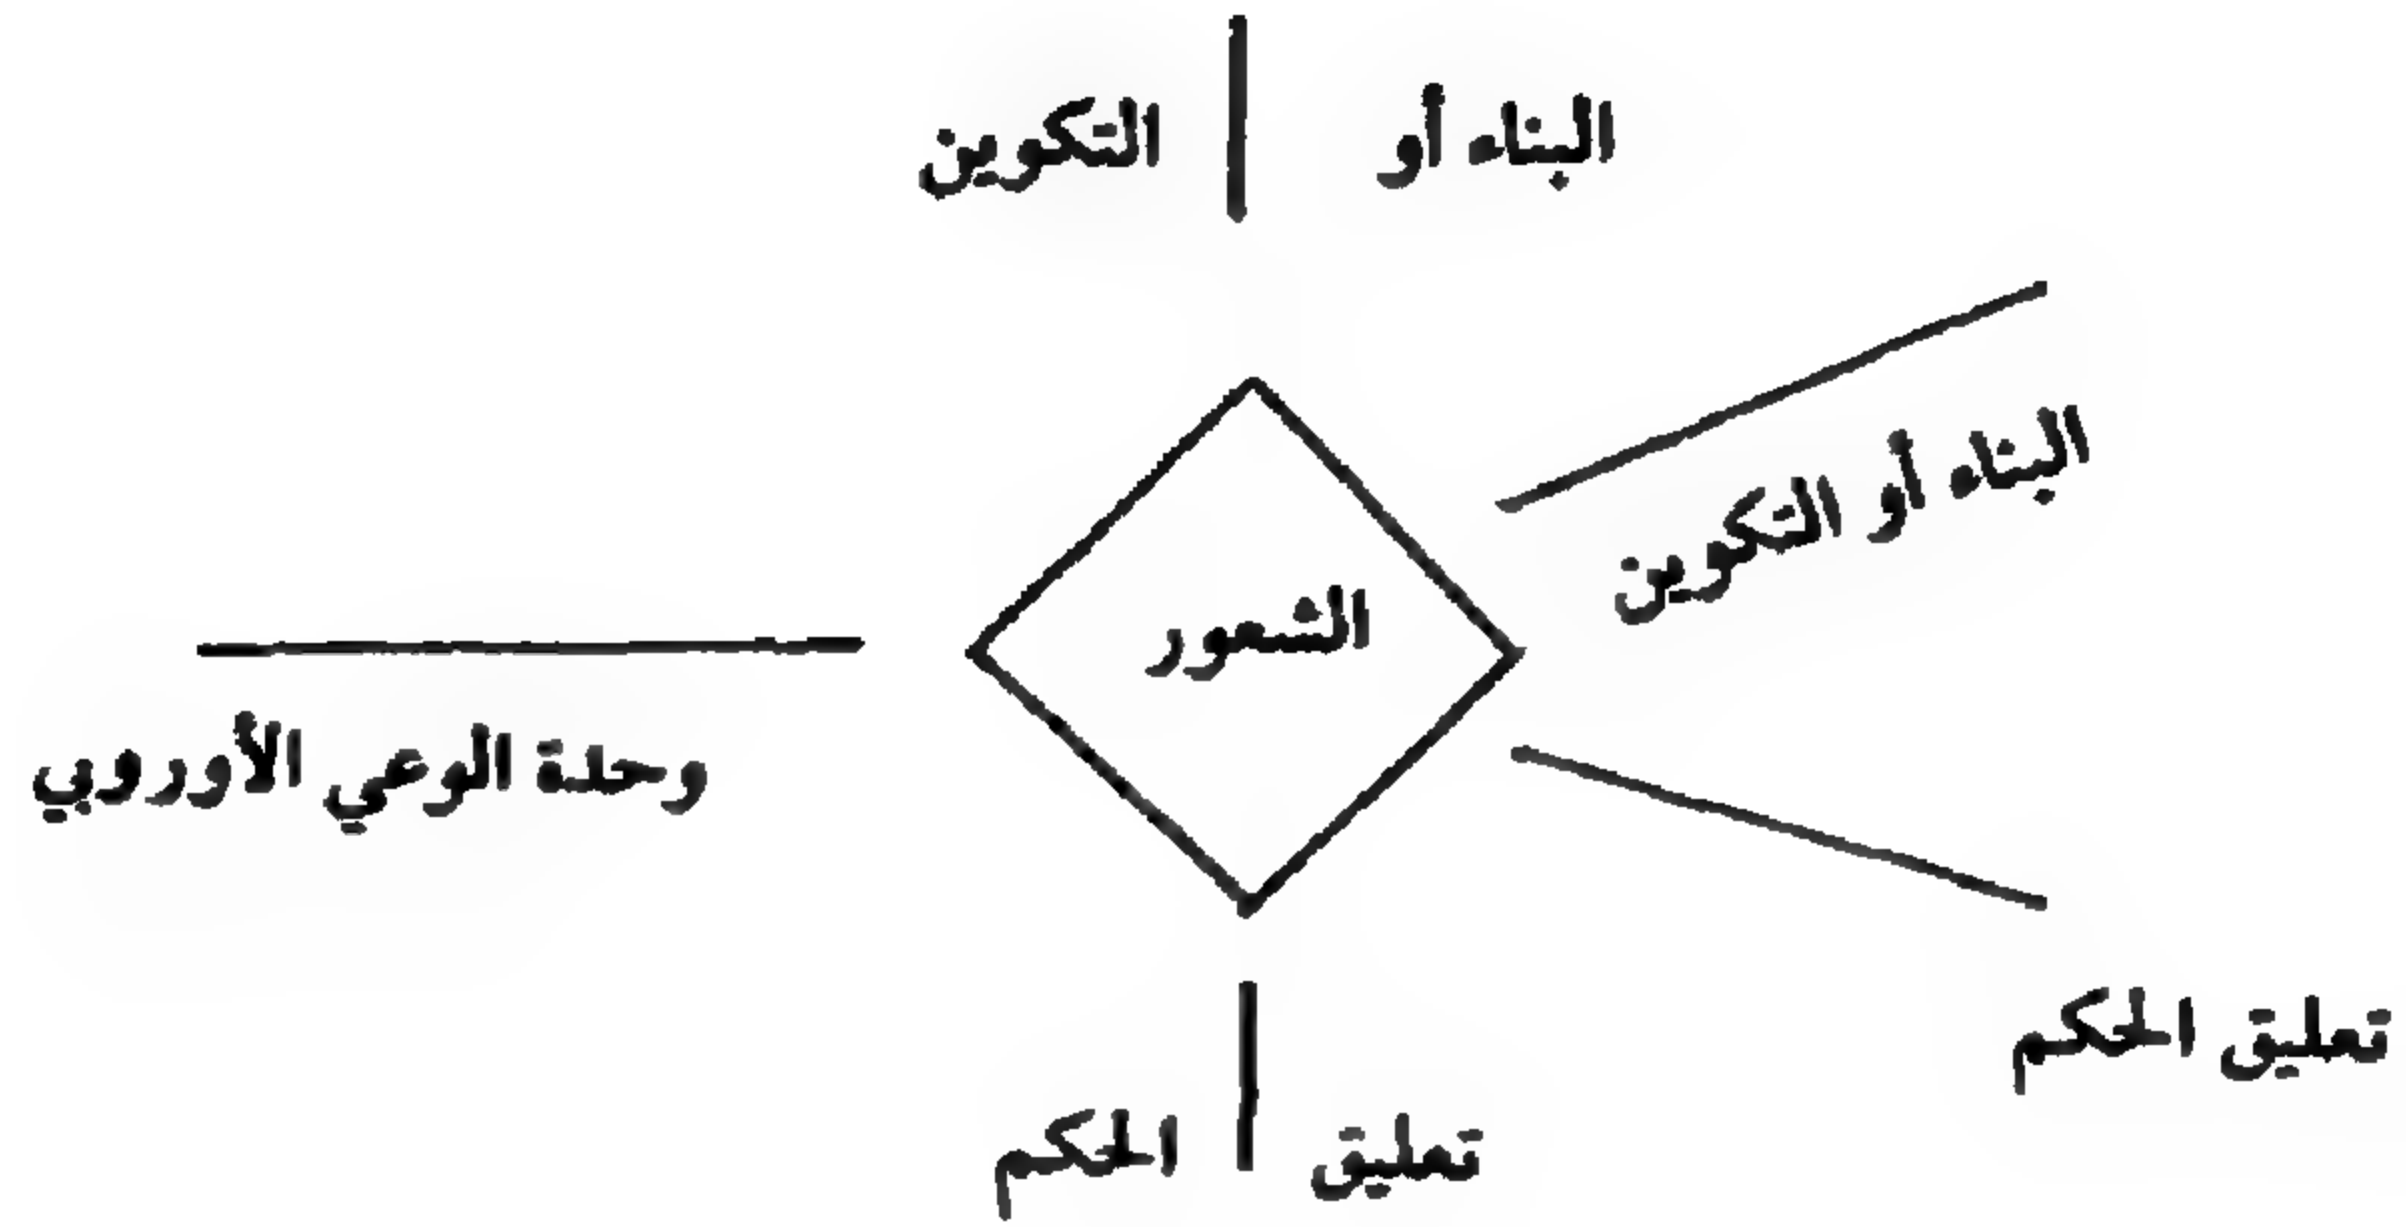 البناء أو التكوين
البناء أو التكوين
الشعور
وحلة الوعي الأوروبي
تعليق الحكم
تعليق الحكم